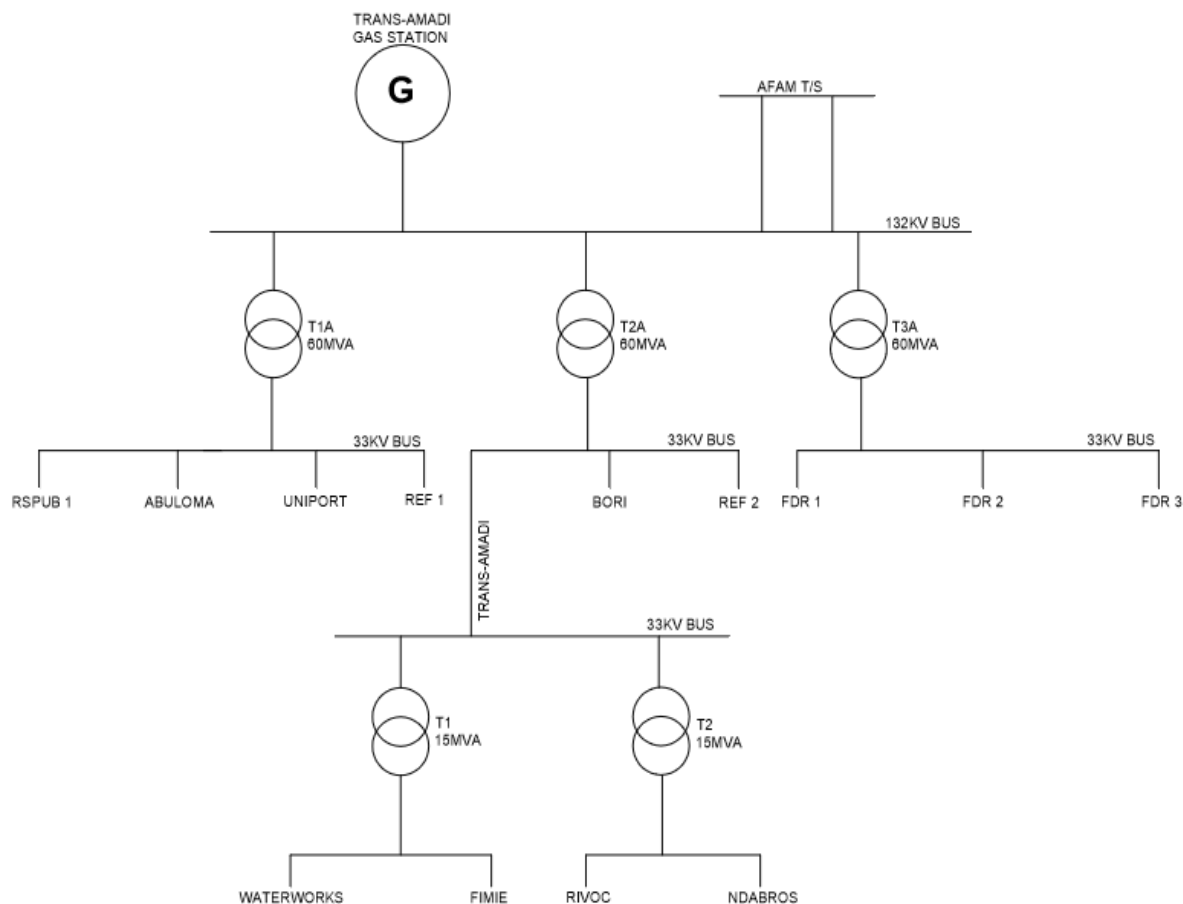 TRANS-AMADI
GAS STATION
G
AFAM T/S
132KV BUS
T1A
60MVA
T2A
60MVA
T3A
60MVA
33KV BUS
33KV BUS
33KV BUS
RSPUB 1
ABULOMA
UNIPORT
REF 1
BORI
REF 2
FDR 1
FDR 2
FDR 3
TRANS-AMADI
33KV BUS
T1
15MVA
T2
15MVA
WATERWORKS
FIMIE
RIVOC
NDABROS